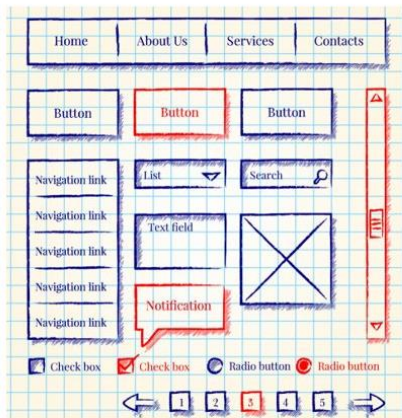 Home About Us Services Contacts
Button Button Button
Navigation link
Navigation link
Navigation link
Navigation link
Navigation link
List
Search
Text field
Notification
Check box Check box Radio button Radio button
1 2 3 4 5